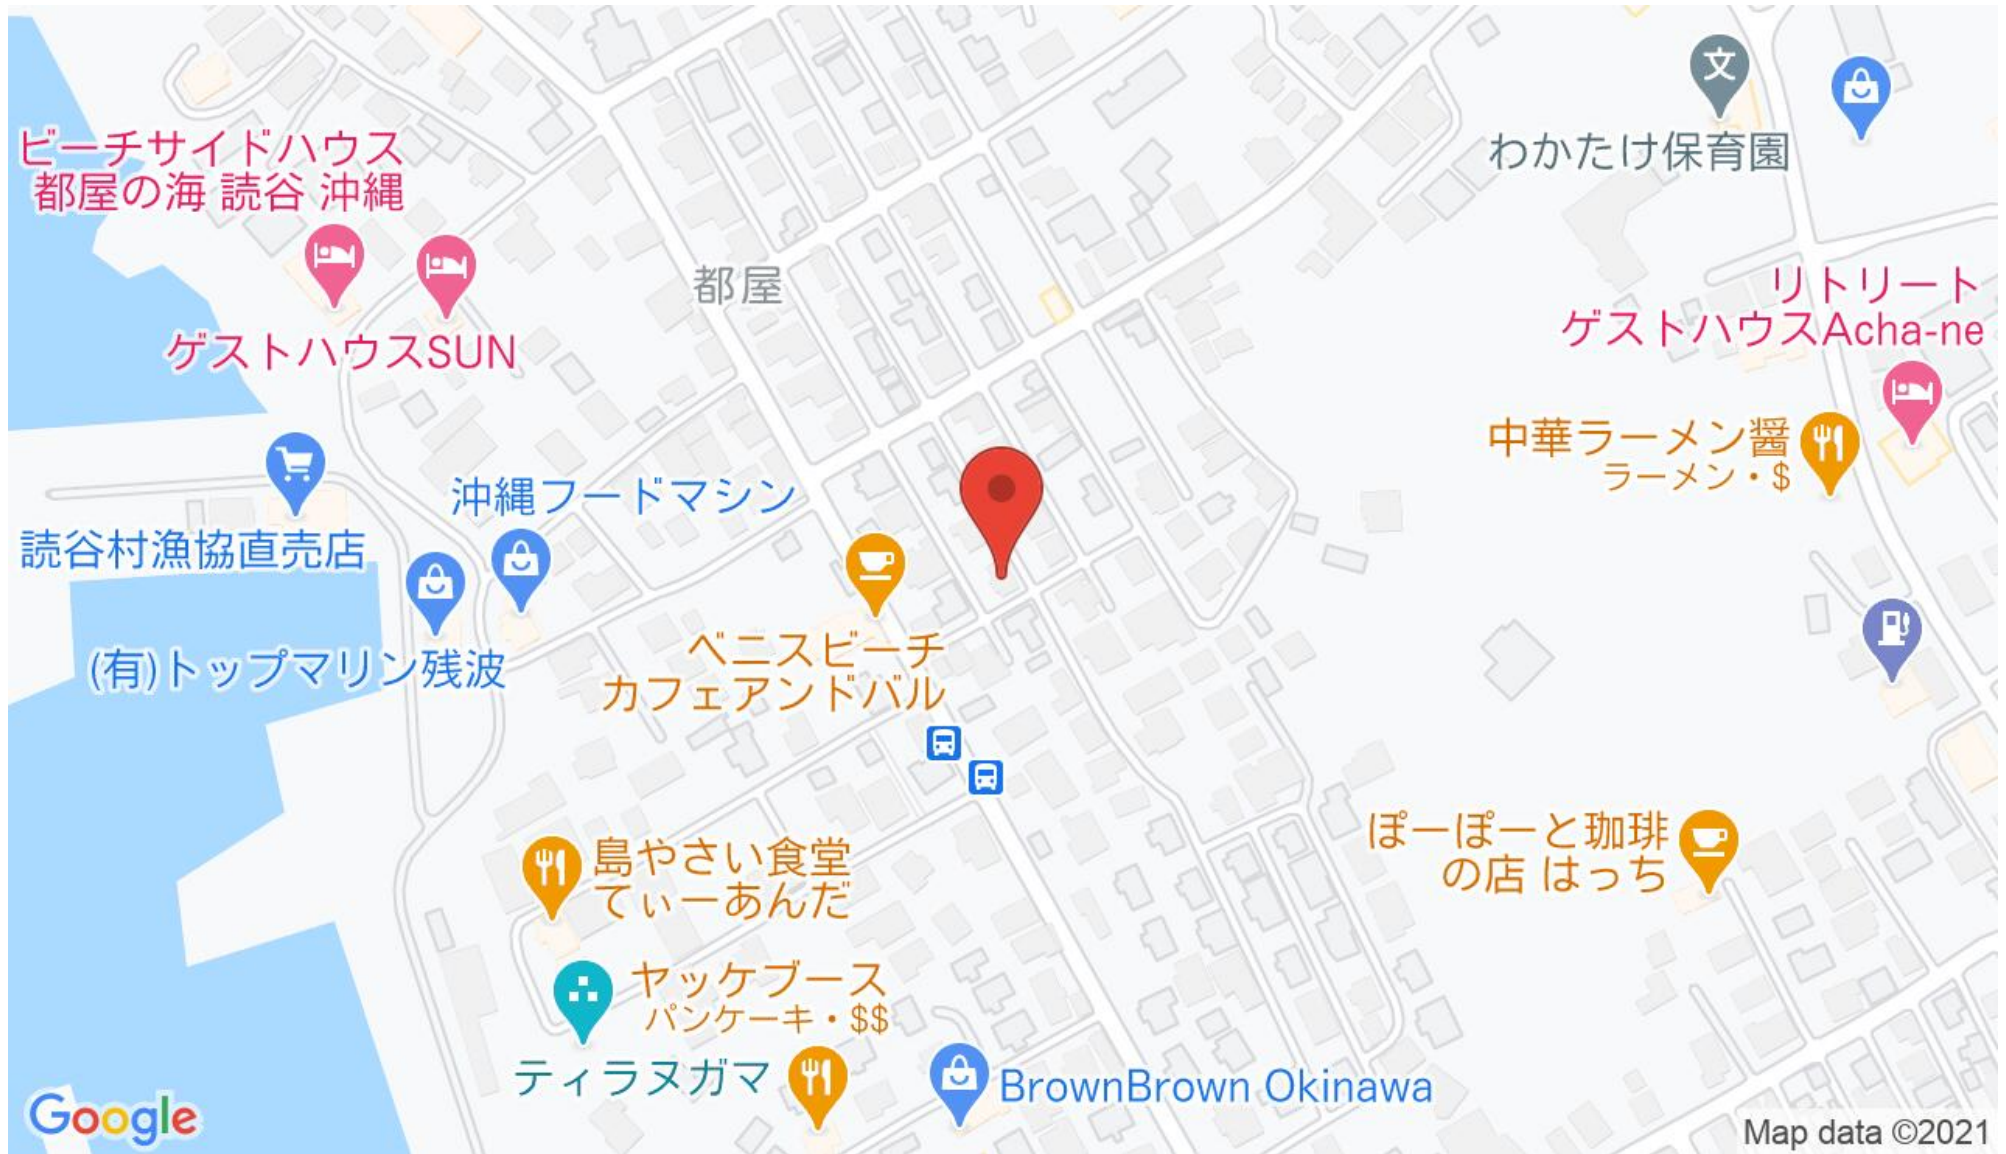 文
わかたけ保育園
ビーチサイドハウス
都屋の海 読谷 沖縄
都屋
ゲストハウスSUN
リトリート
ゲストハウスAcha-ne
中華ラーメン醤
ラーメン・$
沖縄フードマシン
読谷村漁協直売店
(有)トップマリン残波
ベニスビーチ
カフェアンドバル
島やさい食堂
てぃーあんだ
ぽーぽーと珈琲
の店 はっち
ヤッケブース
パンケーキ・$$
ティラヌガマ
BrownBrown Okinawa
Google
Map data ©2021